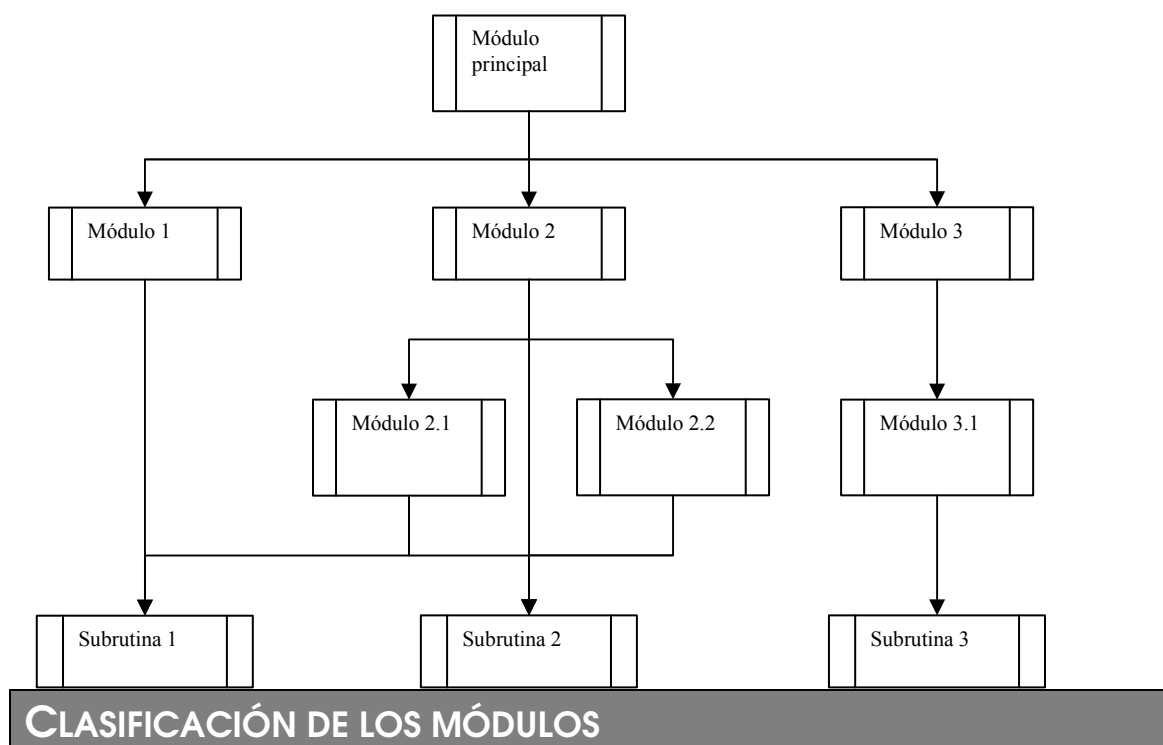 Módulo
principal
Módulo 1
Módulo 2
Módulo 3
Módulo 2.1
Módulo 2.2
Módulo 3.1
Subrutina 1
Subrutina 2
Subrutina 3
CLASIFICACIÓN DE LOS MÓDULOS